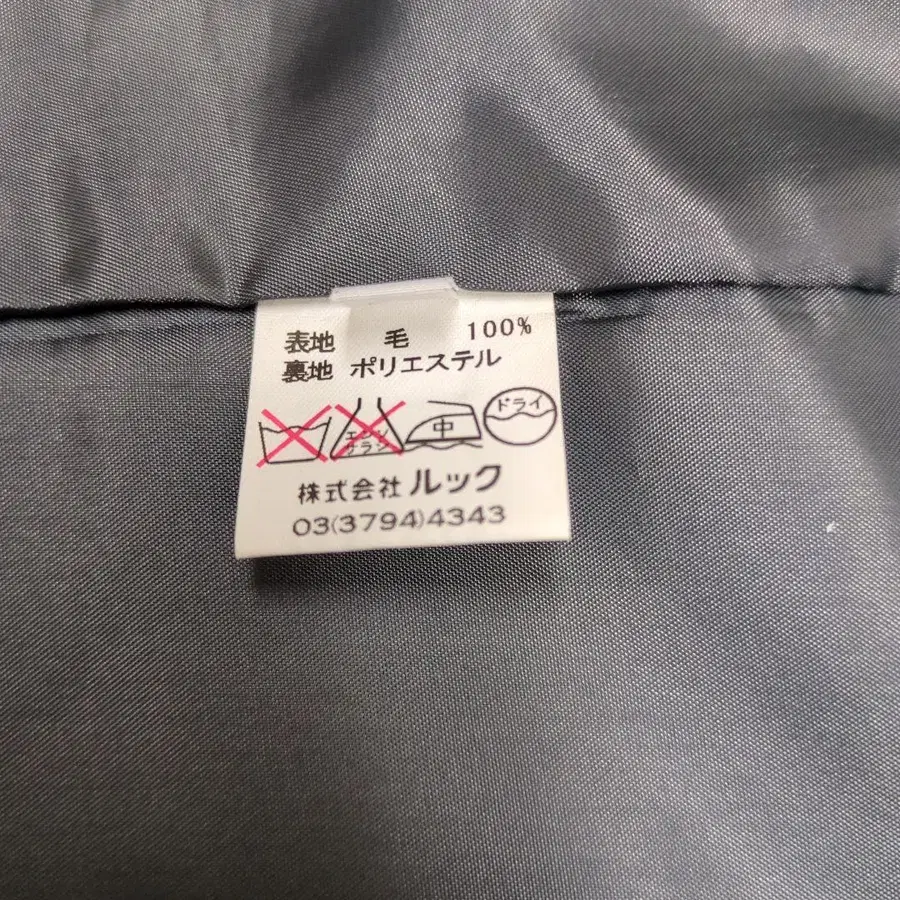 表地 毛 100%
裏地 ポリエステル
エンソ
サラシ
中
ドライ
株式会社 ルック
03(3794)4343